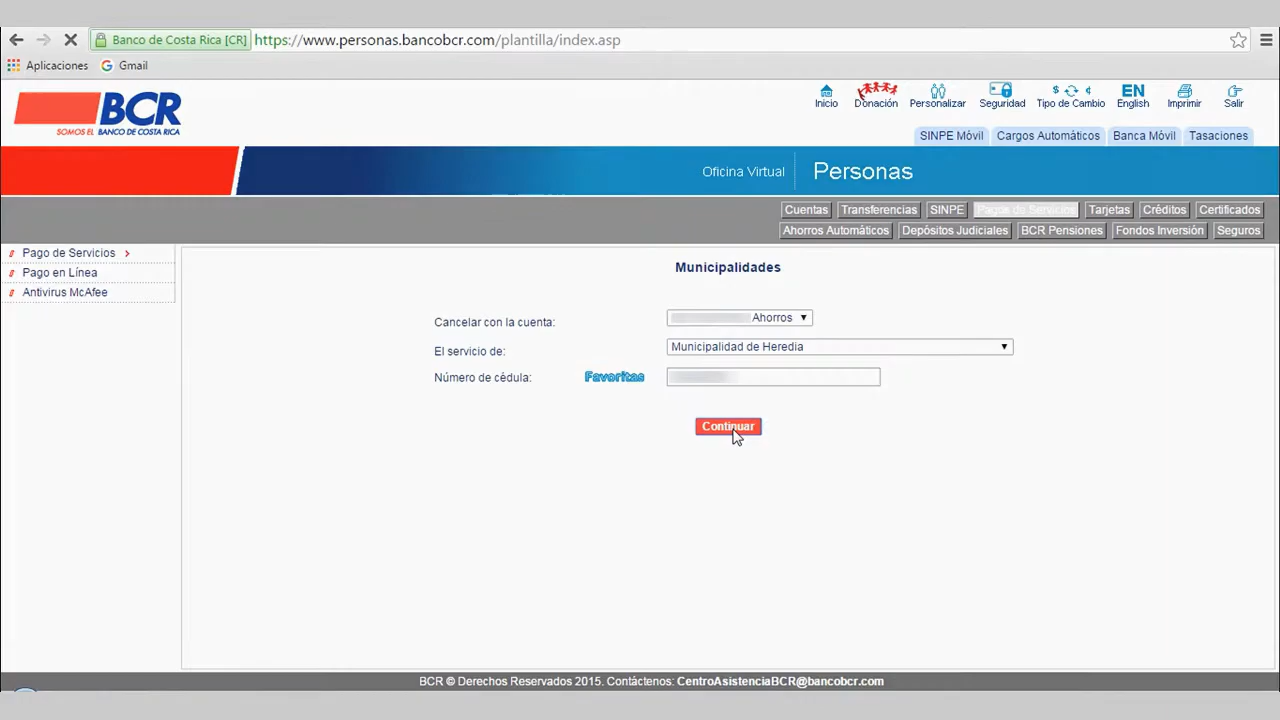 Banco de Costa Rica [CR] https://www.personas.bancobcr.com/plantilla/index.asp
Aplicaciones Gmail
BCR
SOMOS EL BANCO DE COSTA RICA
Inicio Donación Personalizar Seguridad Tipo de Cambio EN English Imprimir Salir
SINPE Móvil Cargos Automáticos Banca Móvil Tasaciones
Oficina Virtual Personas
Cuentas Transferencias SINPE Pagos de Servicios Tarjetas Créditos Certificados
Ahorros Automáticos Depósitos Judiciales BCR Pensiones Fondos Inversión Seguros
Pago de Servicios
Pago en Línea
Antivirus McAfee
Municipalidades
Cancelar con la cuenta: Ahorros
El servicio de: Municipalidad de Heredia
Número de cédula: Favoritas
Continuar
BCR © Derechos Reservados 2015. Contáctenos: CentroAsistenciaBCR@bancobcr.com